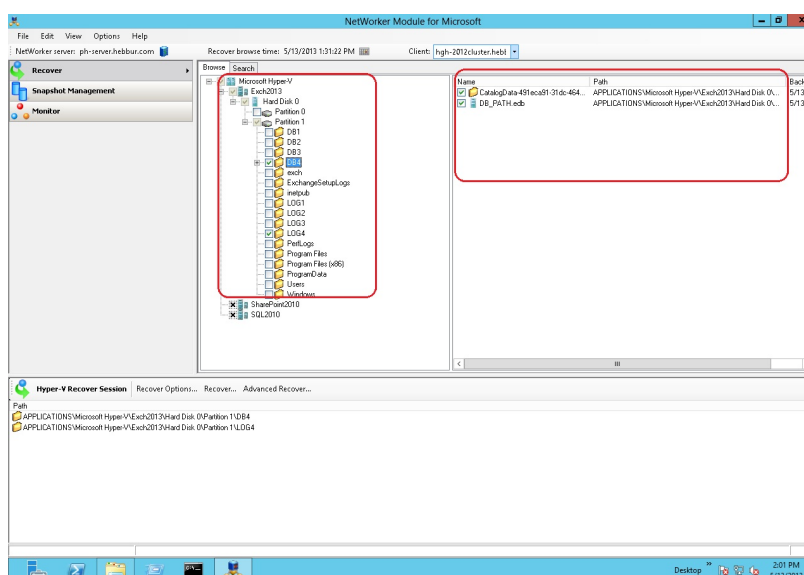 NetWorker Module for Microsoft
File Edit View Options Help
NetWorker server: ph-server.hebbur.com Recover browse time: 5/13/2013 1:31:22 PM Client: hgh-2012cluster.hebl
Recover
Snapshot Management
Monitor
Browse Search
Microsoft Hyper-V
Exch2013
Hard Disk 0
Partition 0
Partition 1
DB1
DB2
DB3
DB4
exch
ExchangeSetupLogs
inetpub
LOG1
LOG2
LOG3
LOG4
PerfLogs
Program Files
Program Files (x86)
ProgramData
Users
Windows
SharePoint2010
SQL2010
Name Path Back
CatalogData-491eca91-31dc-464... APPLICATIONS\Microsoft Hyper-V\Exch2013\Hard Disk 0\... 5/13
DB_PATH.edb APPLICATIONS\Microsoft Hyper-V\Exch2013\Hard Disk 0\... 5/13
Hyper-V Recover Session Recover Options... Recover... Advanced Recover...
Path
APPLICATIONS\Microsoft Hyper-V\Exch2013\Hard Disk 0\Partition 1\DB4
APPLICATIONS\Microsoft Hyper-V\Exch2013\Hard Disk 0\Partition 1\LOG4
Desktop
2:01 PM
5/13/2013